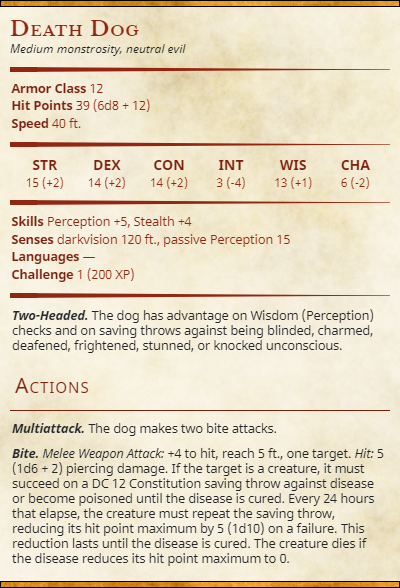 Death Dog
Medium monstrosity, neutral evil
Armor Class 12
Hit Points 39 (6d8 + 12)
Speed 40 ft.
STR DEX CON INT WIS CHA
15 (+2) 14 (+2) 14 (+2) 3 (-4) 13 (+1) 6 (-2)
Skills Perception +5, Stealth +4
Senses darkvision 120 ft., passive Perception 15
Languages —
Challenge 1 (200 XP)
Two-Headed. The dog has advantage on Wisdom (Perception)
checks and on saving throws against being blinded, charmed,
deafened, frightened, stunned, or knocked unconscious.
Actions
Multiattack. The dog makes two bite attacks.
Bite. Melee Weapon Attack: +4 to hit, reach 5 ft., one target. Hit: 5
(1d6 + 2) piercing damage. If the target is a creature, it must
succeed on a DC 12 Constitution saving throw against disease
or become poisoned until the disease is cured. Every 24 hours
that elapse, the creature must repeat the saving throw,
reducing its hit point maximum by 5 (1d10) on a failure. This
reduction lasts until the disease is cured. The creature dies if
the disease reduces its hit point maximum to 0.